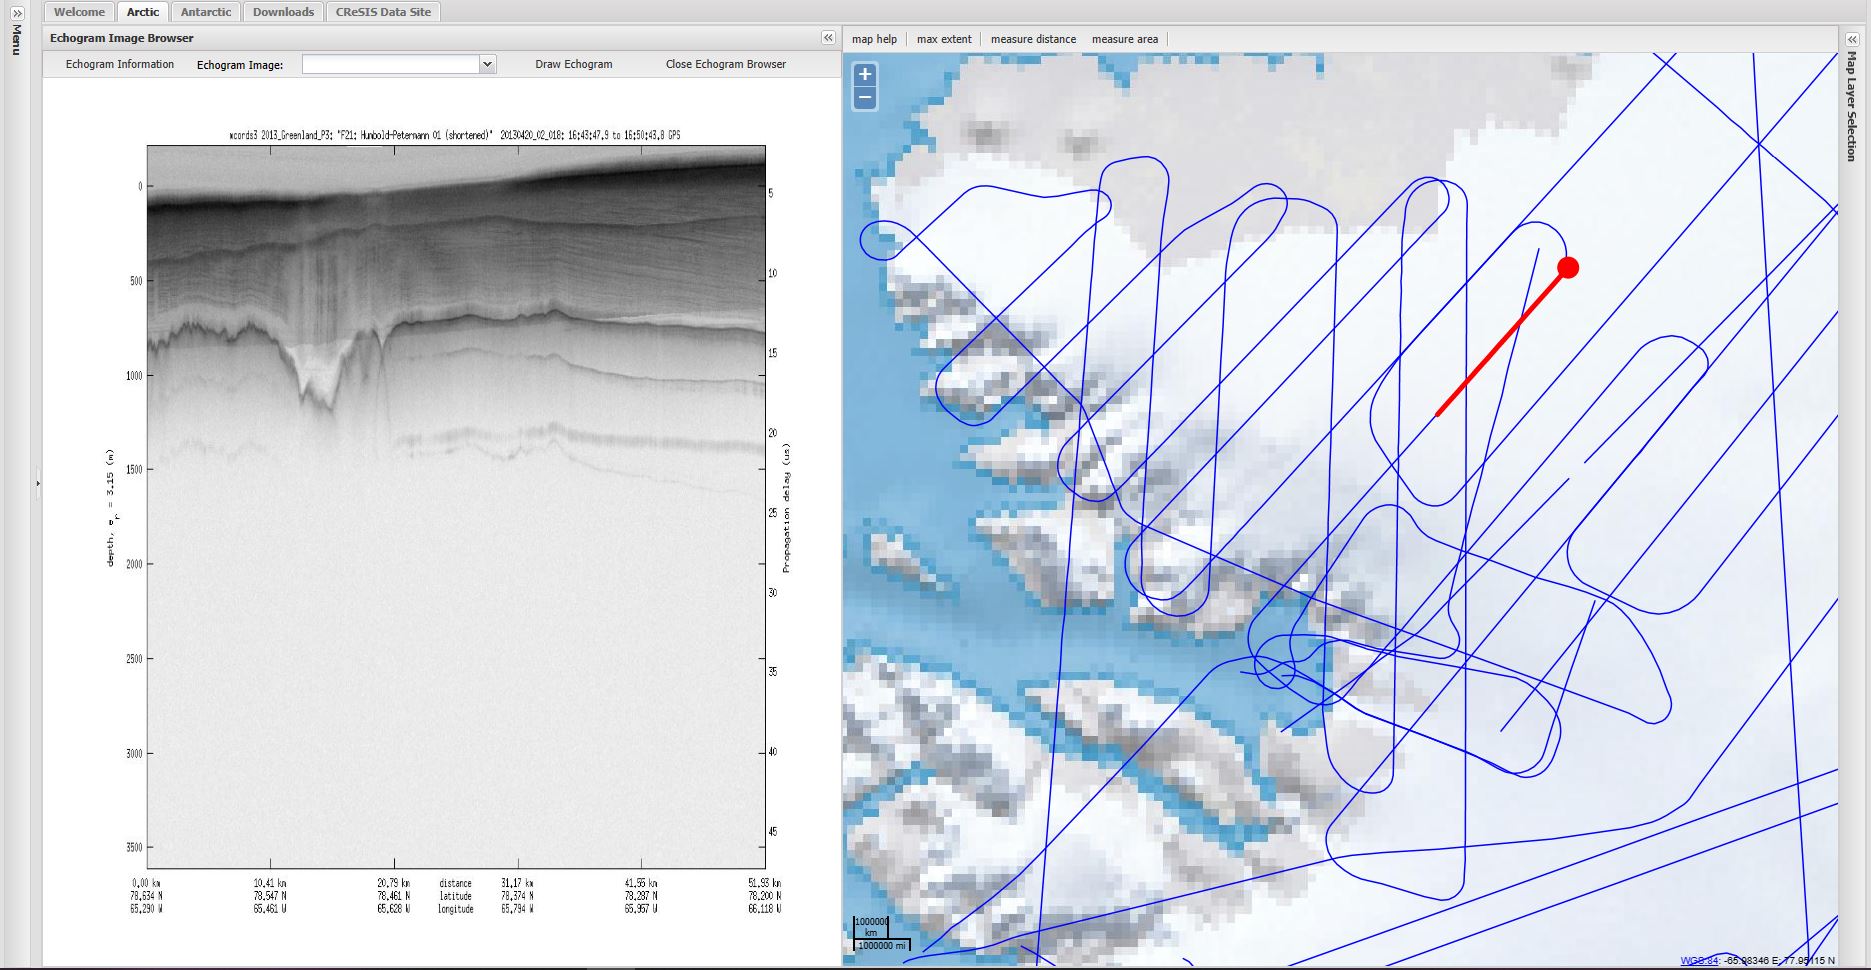 Menu
Welcome
Arctic
Antarctic
Downloads
CReSIS Data Site
Echogram Image Browser
Echogram Information
Echogram Image:
Draw Echogram
Close Echogram Browser
map help
max extent
measure distance
measure area
Map Layer Selection
+
−
mcords3 2013_Greenland_P3: "F21: Humbold-Petermann 01 (shortened)" 20130420_02_018: 16:43:47.9 to 16:50:43.8 GPS
0
500
1000
1500
2000
2500
3000
3500
depth, e_r = 3.15 (m)
5
10
15
20
25
30
35
40
45
Propagation delay (us)
0.00 km 10.41 km 20.79 km distance 31.17 km 41.55 km 51.93 km
78.634 N 78.547 N 78.461 N latitude 78.374 N 78.287 N 78.200 N
65.290 W 65.461 W 65.628 W longitude 65.794 W 65.957 W 66.118 W
1000000
km
1000000 mi
WGS:84: -65.98346 E; 77.95115 N